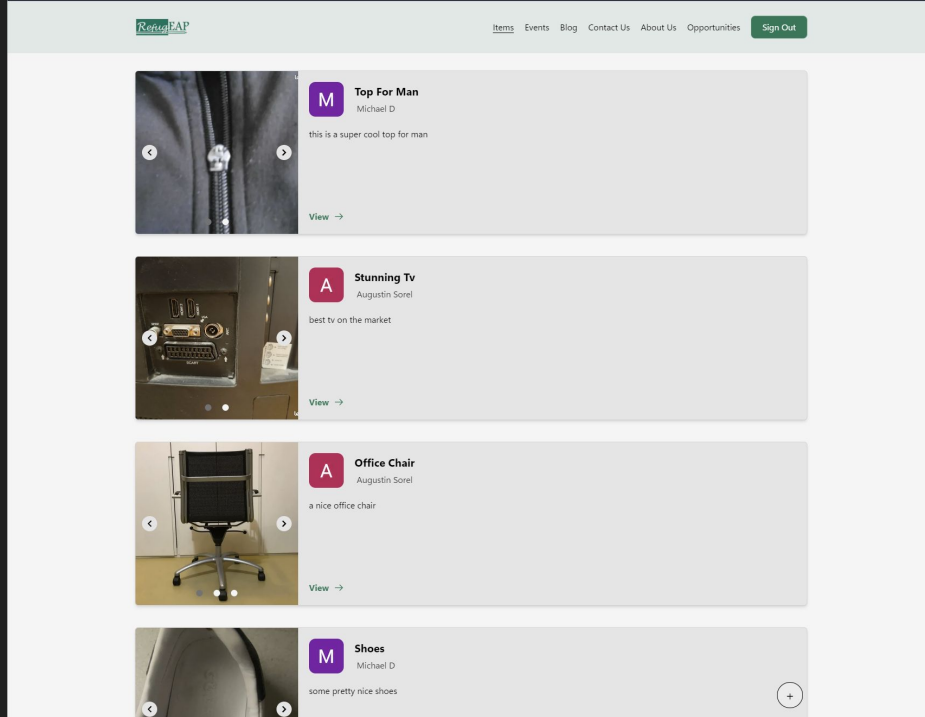 RefugEAP
Items Events Blog Contact Us About Us Opportunities Sign Out
M
Top For Man
Michael D
this is a super cool top for man
View →
A
Stunning Tv
Augustin Sorel
best tv on the market
View →
A
Office Chair
Augustin Sorel
a nice office chair
View →
M
Shoes
Michael D
some pretty nice shoes
+